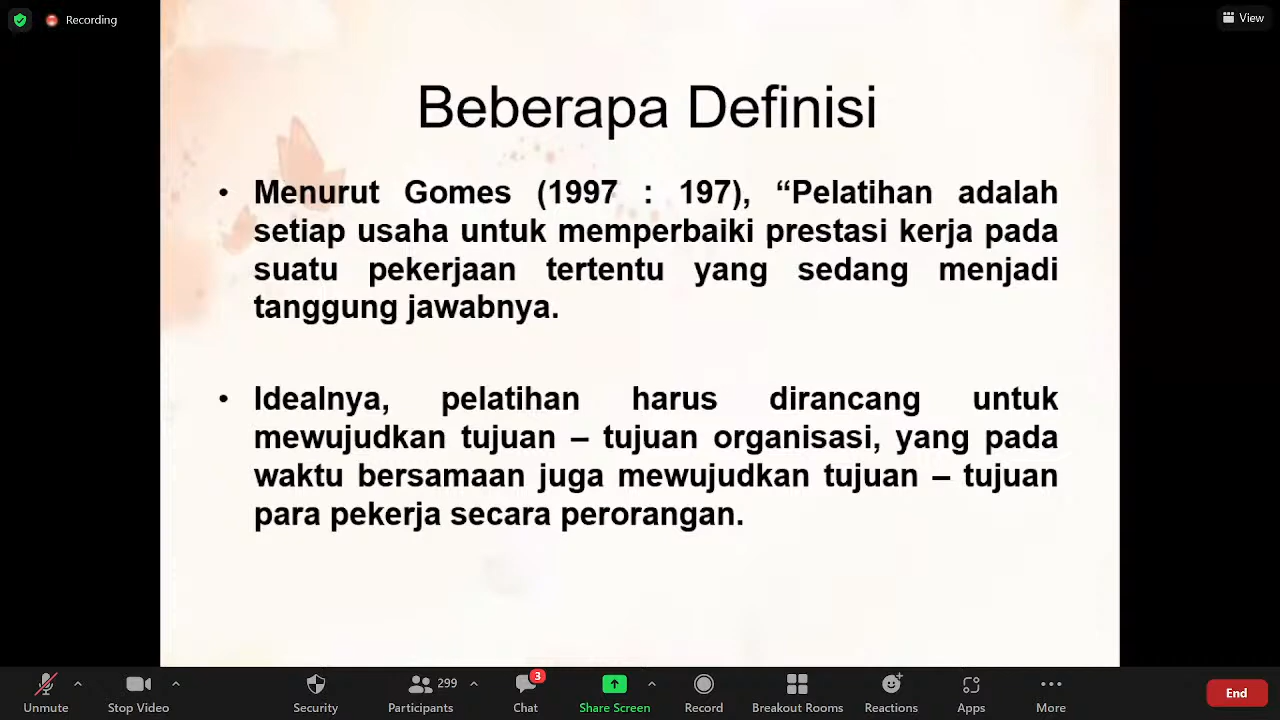 Recording
View
Beberapa Definisi
• Menurut Gomes (1997 : 197), “Pelatihan adalah
setiap usaha untuk memperbaiki prestasi kerja pada
suatu pekerjaan tertentu yang sedang menjadi
tanggung jawabnya.
• Idealnya, pelatihan harus dirancang untuk
mewujudkan tujuan – tujuan organisasi, yang pada
waktu bersamaan juga mewujudkan tujuan – tujuan
para pekerja secara perorangan.
299
3
Unmute Stop Video Security Participants Chat Share Screen Record Breakout Rooms Reactions Apps More End